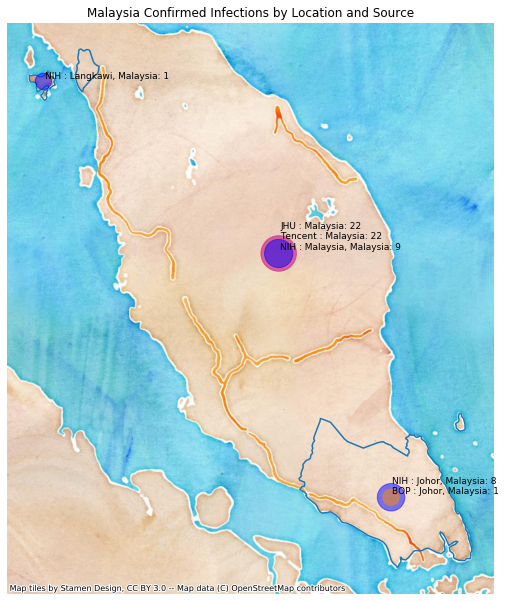 Malaysia Confirmed Infections by Location and Source
NIH : Langkawi, Malaysia: 1
JHU : Malaysia: 22
Tencent : Malaysia: 22
NIH : Malaysia, Malaysia: 9
NIH : Johor, Malaysia: 8
BOP : Johor, Malaysia: 1
Map tiles by Stamen Design, CC BY 3.0 -- Map data (C) OpenStreetMap contributors